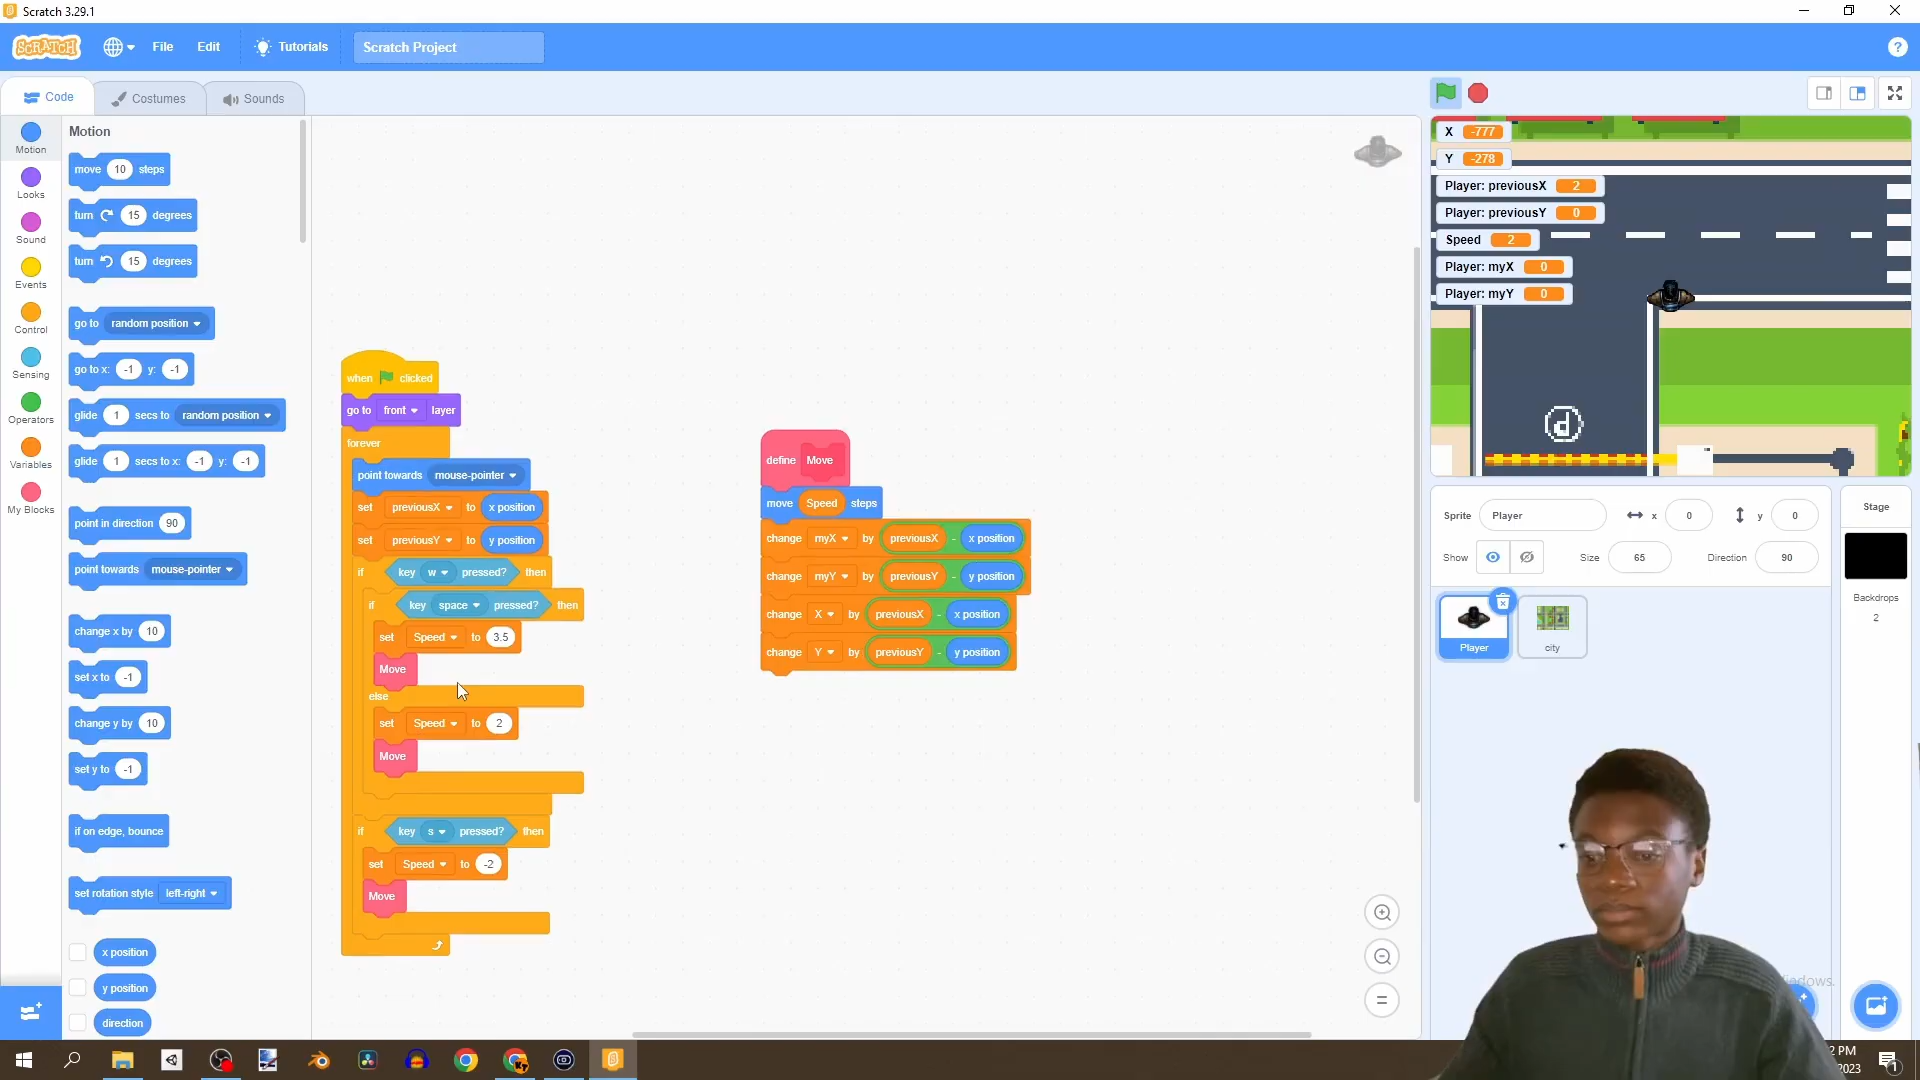 Scratch 3.29.1
SCRATCH
File
Edit
Tutorials
Scratch Project
?
Code
Costumes
Sounds
Motion
Looks
Sound
Events
Control
Sensing
Operators
Variables
My Blocks
Motion
move 10 steps
turn 15 degrees
turn 15 degrees
go to random position
go to x: -1 y: -1
glide 1 secs to random position
glide 1 secs to x: -1 y: -1
point in direction 90
point towards mouse-pointer
change x by 10
set x to -1
change y by 10
set y to -1
if on edge, bounce
set rotation style left-right
x position
y position
direction
when clicked
go to front layer
forever
point towards mouse-pointer
set previousX to x position
set previousY to y position
if key w pressed? then
if key space pressed? then
set Speed to 3.5
Move
else
set Speed to 2
Move
if key s pressed? then
set Speed to -2
Move
define Move
move Speed steps
change myX by previousX - x position
change myY by previousY - y position
change X by previousX - x position
change Y by previousY - y position
X -777
Y -278
Player: previousX 2
Player: previousY 0
Speed 2
Player: myX 0
Player: myY 0
d
Sprite Player x 0 y 0
Show Size 65 Direction 90
Player
city
Stage
Backdrops
2
2 PM
2023
1